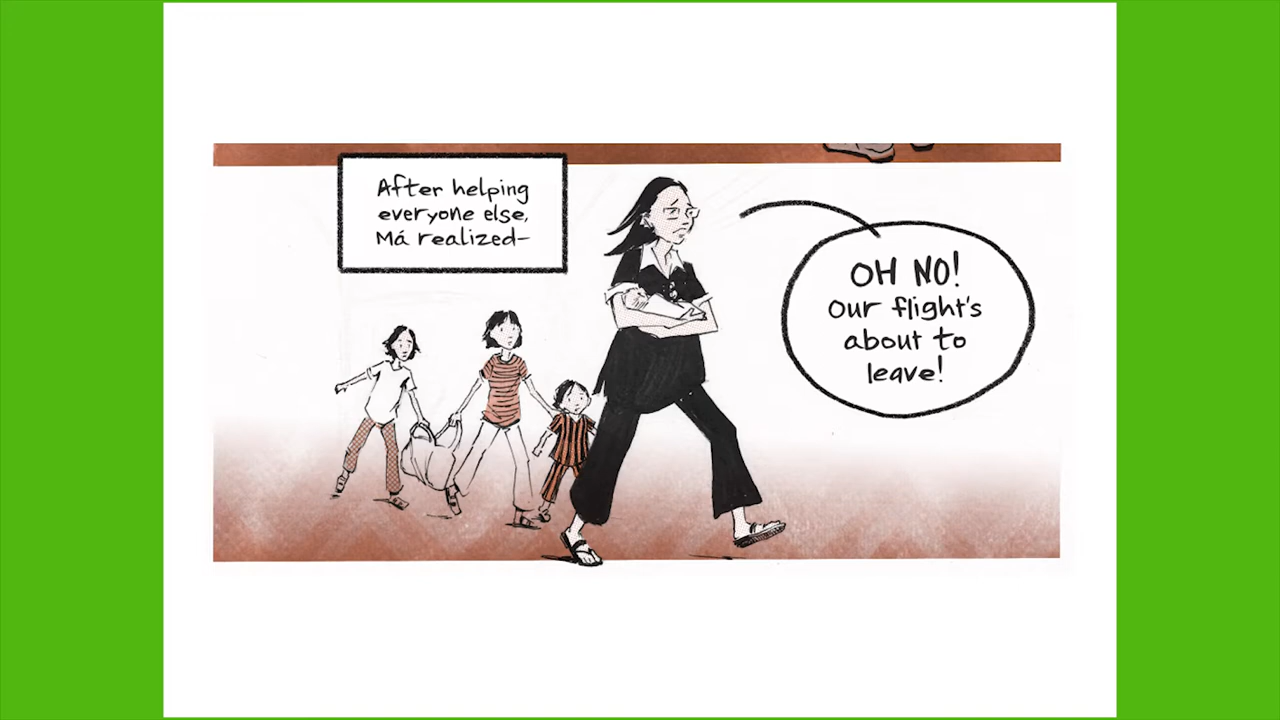 After helping
everyone else,
Má realized—
OH NO!
Our flight's
about to
leave!